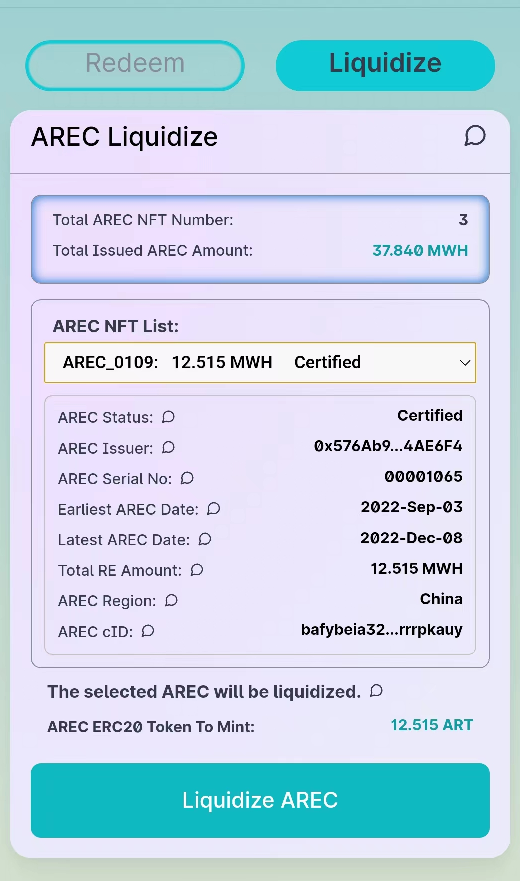 Redeem Liquidize
AREC Liquidize
Total AREC NFT Number: 3
Total Issued AREC Amount: 37.840 MWH
AREC NFT List:
AREC_0109: 12.515 MWH Certified
AREC Status: Certified
AREC Issuer: 0x576Ab9...4AE6F4
AREC Serial No: 00001065
Earliest AREC Date: 2022-Sep-03
Latest AREC Date: 2022-Dec-08
Total RE Amount: 12.515 MWH
AREC Region: China
AREC cID: bafybeia32...rrrpkauy
The selected AREC will be liquidized.
AREC ERC20 Token To Mint: 12.515 ART
Liquidize AREC